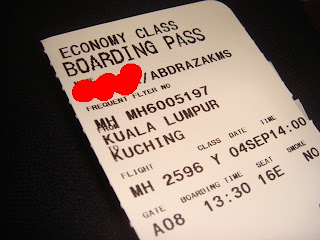 ECONOMY CLASS
BOARDING PASS
/ABDRAZAKMS
FREQUENT FLYER NO
MH MH6005197
FROM
KUALA LUMPUR
TO
KUCHING
FLIGHT CLASS DATE TIME
MH 2596 Y 04SEP14:00
GATE BOARDING TIME SEAT SMOKE
A08 13:30 16E NO